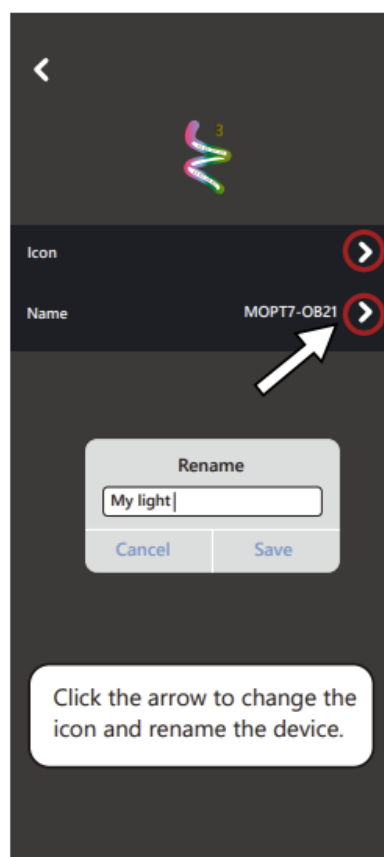 3
Icon
Name MOPT7-OB21
Rename
My light
Cancel Save
Click the arrow to change the
icon and rename the device.